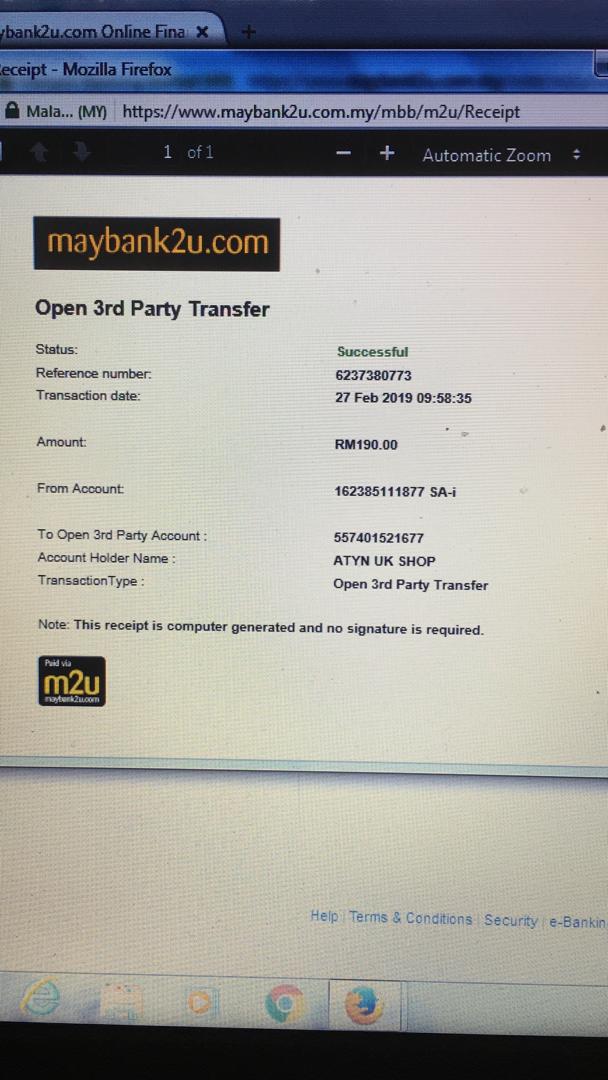 ybank2u.com Online Fina
eceipt - Mozilla Firefox
Mala... (MY) https://www.maybank2u.com.my/mbb/m2u/Receipt
1 of 1 Automatic Zoom
maybank2u.com
Open 3rd Party Transfer
Status: Successful
Reference number: 6237380773
Transaction date: 27 Feb 2019 09:58:35
Amount: RM190.00
From Account: 162385111877 SA-i
To Open 3rd Party Account : 557401521677
Account Holder Name : ATYN UK SHOP
TransactionType : Open 3rd Party Transfer
Note: This receipt is computer generated and no signature is required.
Paid via
m2u
maybank2u.com
Help | Terms & Conditions | Security | e-Bankin